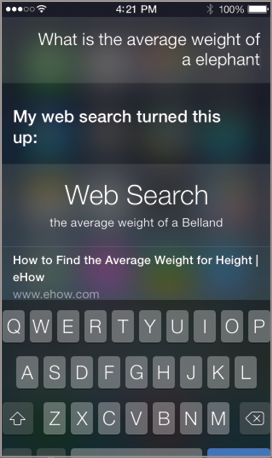 4:21 PM 100%
What is the average weight of
a elephant
My web search turned this
up:
Web Search
the average weight of a Belland
How to Find the Average Weight for Height |
eHow
www.ehow.com
Q W E R T Y U I O P
A S D F G H J K L
Z X C V B N M